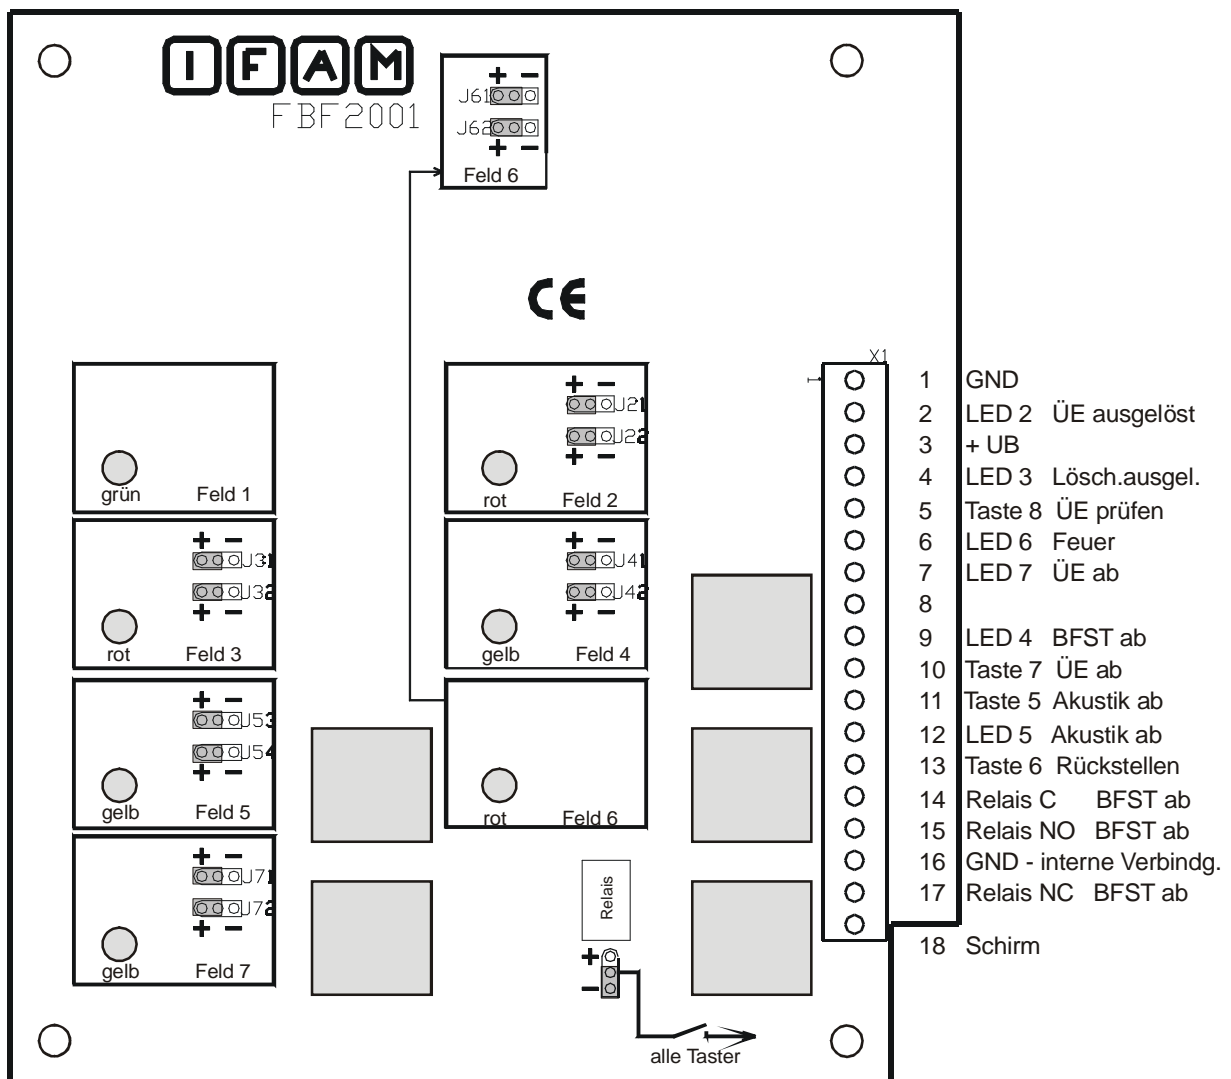 IFAM
FBF2001
+ −
J61
J62
+ −
Feld 6
CE
grün Feld 1
+ −
J21
J22
+ −
rot Feld 2
+ −
J31
J32
+ −
rot Feld 3
+ −
J41
J42
+ −
gelb Feld 4
+ −
J53
J54
+ −
gelb Feld 5
rot Feld 6
+ −
J71
J72
+ −
gelb Feld 7
Relais
+
−
alle Taster
X1
1
1 GND
2 LED 2 ÜE ausgelöst
3 + UB
4 LED 3 Lösch.ausgel.
5 Taste 8 ÜE prüfen
6 LED 6 Feuer
7 LED 7 ÜE ab
8
9 LED 4 BFST ab
10 Taste 7 ÜE ab
11 Taste 5 Akustik ab
12 LED 5 Akustik ab
13 Taste 6 Rückstellen
14 Relais C BFST ab
15 Relais NO BFST ab
16 GND - interne Verbindg.
17 Relais NC BFST ab
18 Schirm